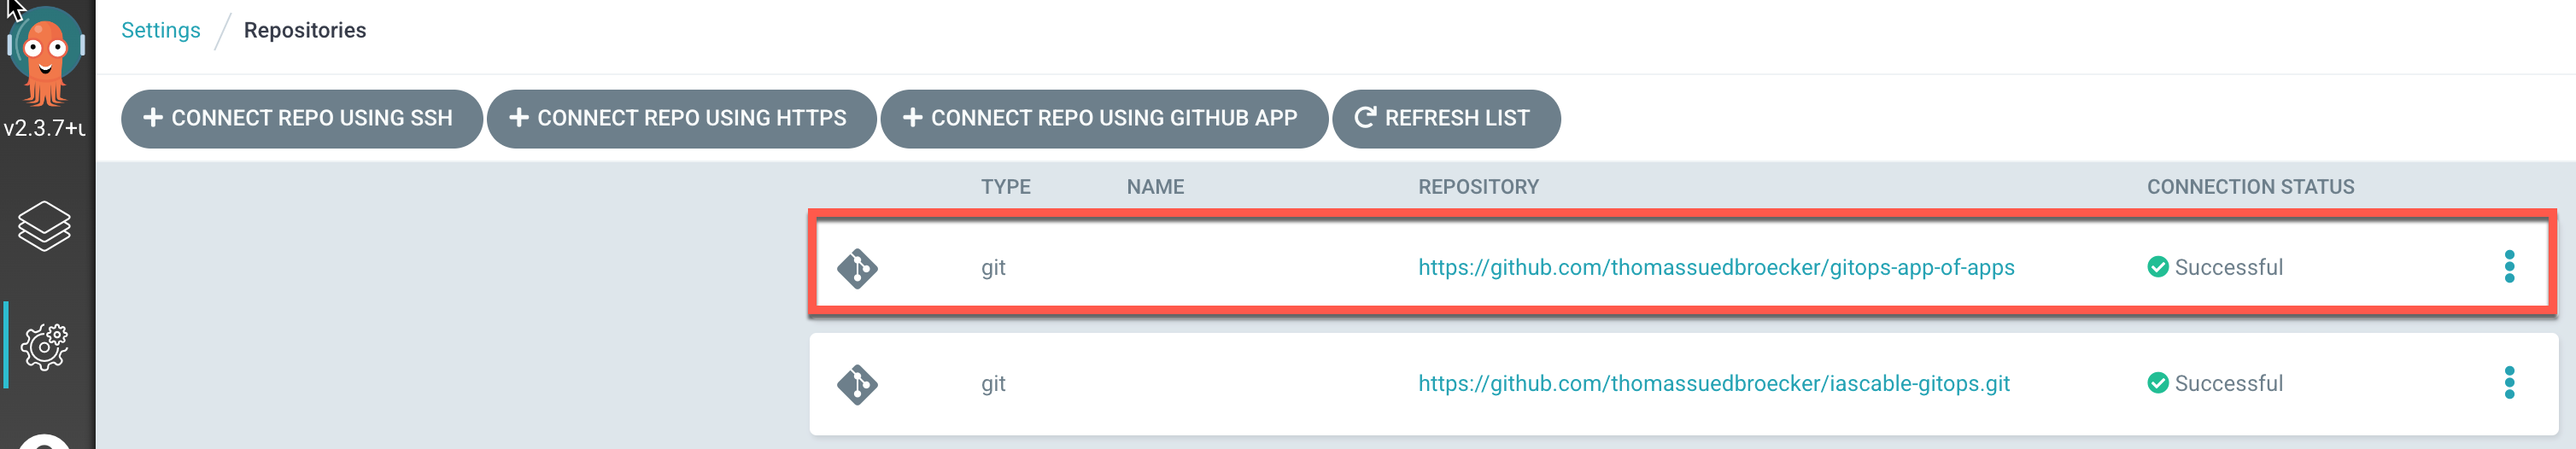 Settings / Repositories
v2.3.7+u
+ CONNECT REPO USING SSH + CONNECT REPO USING HTTPS + CONNECT REPO USING GITHUB APP REFRESH LIST
TYPE NAME REPOSITORY CONNECTION STATUS
git https://github.com/thomassuedbroecker/gitops-app-of-apps Successful
git https://github.com/thomassuedbroecker/iascable-gitops.git Successful